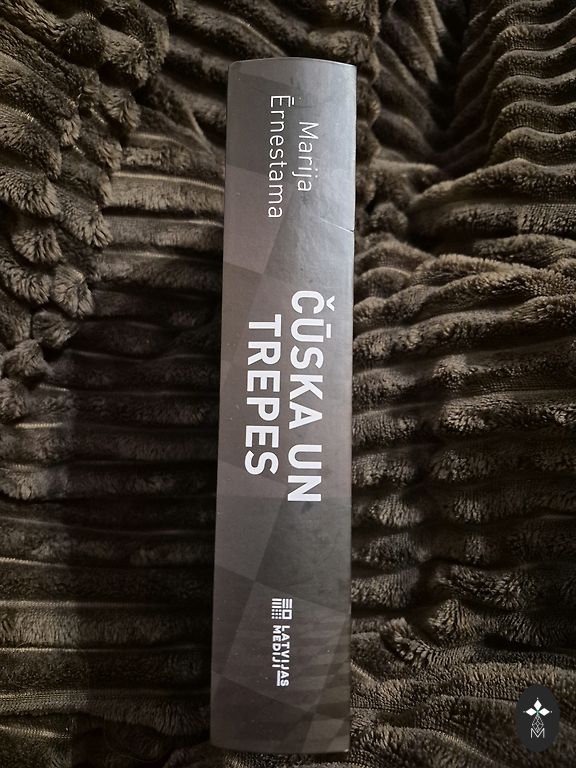 Marija
Ērnestama
ČŪSKA UN
TREPES
LATVIJAS
MEDIJI
M